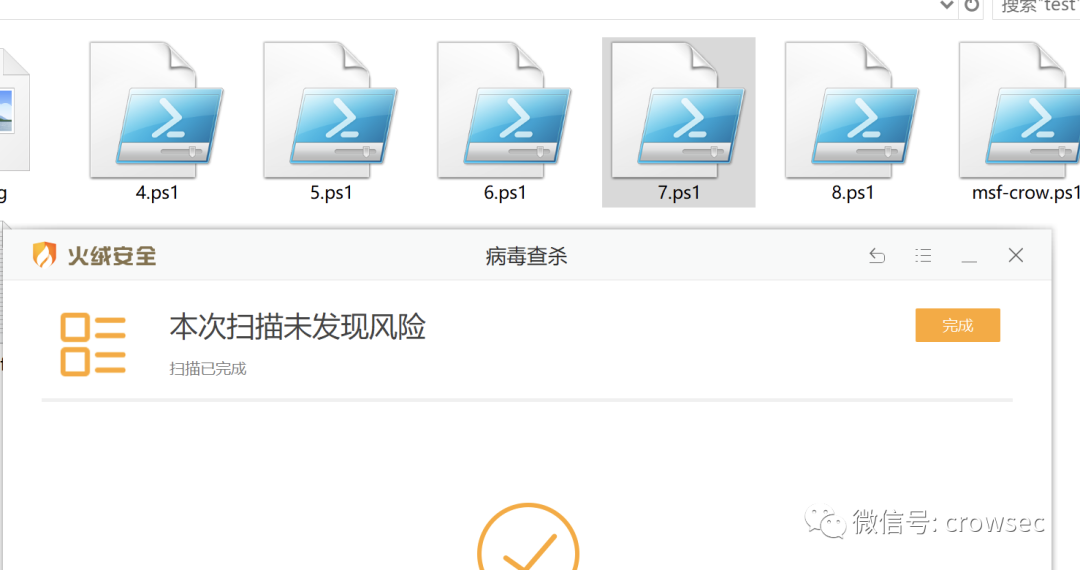 搜索"test"
g
4.ps1
5.ps1
6.ps1
7.ps1
8.ps1
msf-crow.ps1
火绒安全
病毒查杀
本次扫描未发现风险
完成
扫描已完成
微信号: crowsec